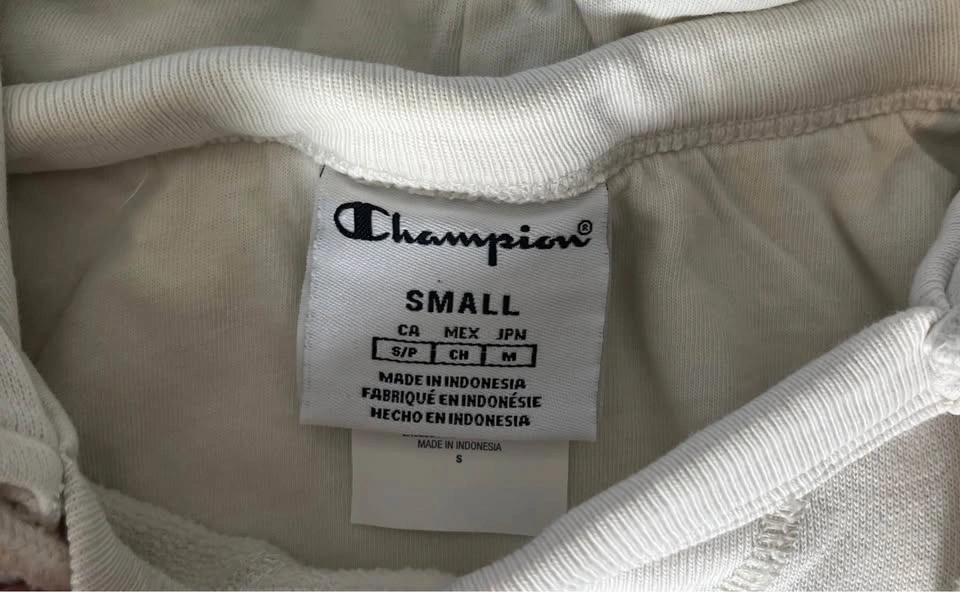 Champion®
SMALL
CA MEX JPN
S/P CH M
MADE IN INDONESIA
FABRIQUÉ EN INDONÉSIE
HECHO EN INDONESIA
MADE IN INDONESIA
S